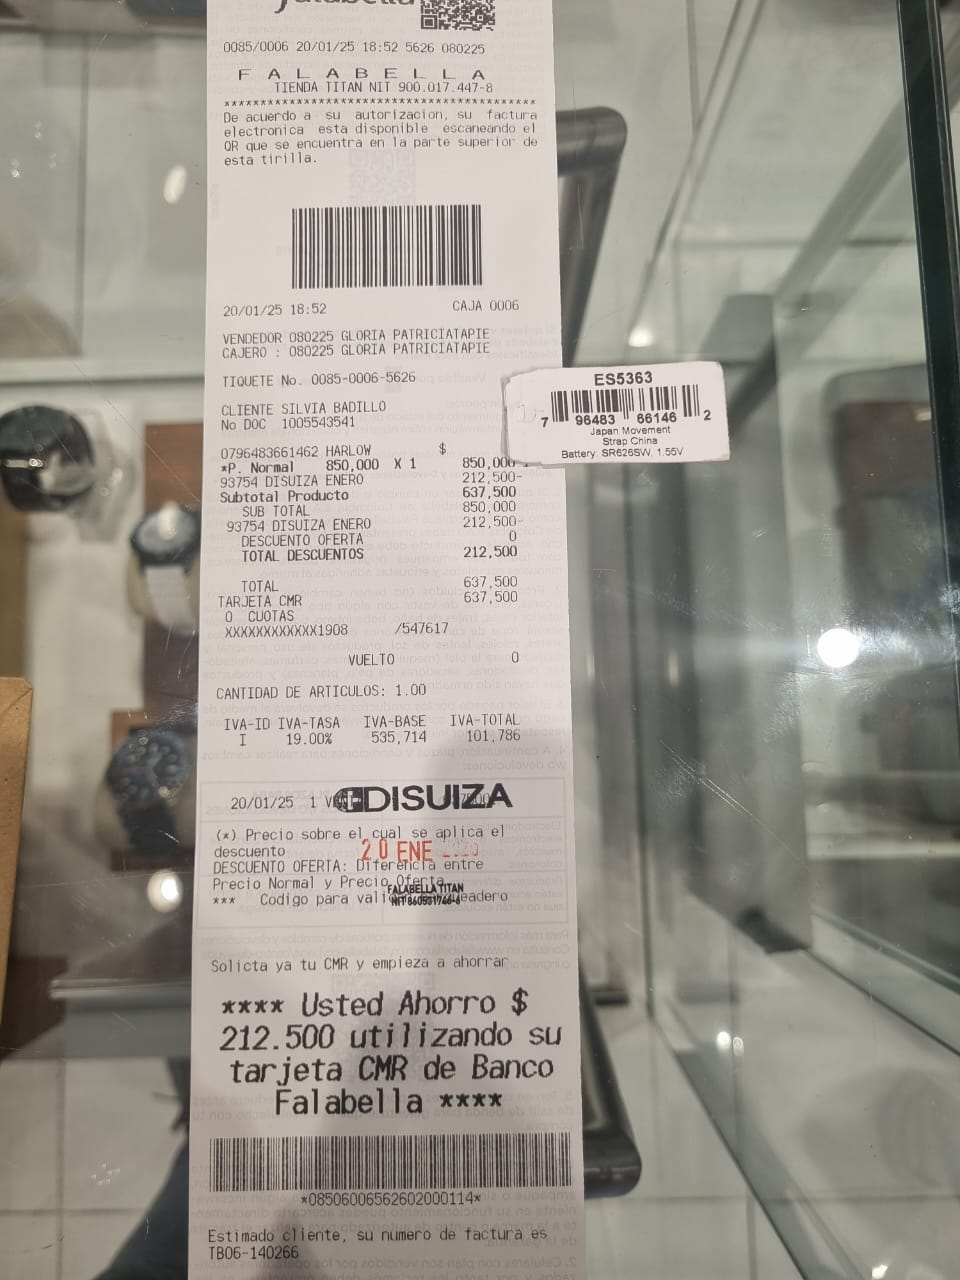 falabella
0085/0006 20/01/25 18:52 5626 080225
F A L A B E L L A
TIENDA TITAN NIT 900.017.447-8
De acuerdo a su autorizacion, su factura
electronica esta disponible escaneando el
QR que se encuentra en la parte superior de
esta tirilla.
20/01/25 18:52 CAJA 0006
VENDEDOR 080225 GLORIA PATRICIATAPIE
CAJERO : 080225 GLORIA PATRICIATAPIE
TIQUETE No. 0085-0006-5626
CLIENTE SILVIA BADILLO
No DOC 1005543541
0796483661462 HARLOW $
*P. Normal 850,000 X 1 850,000
93754 DISUIZA ENERO 212,500-
Subtotal Producto 637,500
SUB TOTAL 850,000
93754 DISUIZA ENERO 212,500-
DESCUENTO OFERTA 0
TOTAL DESCUENTOS 212,500
TOTAL 637,500
TARJETA CMR 637,500
0 CUOTAS
XXXXXXXXXXXX1908 /547617
VUELTO 0
CANTIDAD DE ARTICULOS: 1.00
IVA-ID IVA-TASA IVA-BASE IVA-TOTAL
I 19.00% 535,714 101,786
20/01/25 1 DISUIZA
(*) Precio sobre el cual se aplica el
descuento 20 ENE
DESCUENTO OFERTA: Diferencia entre
Precio Normal y Precio Oferta
FALABELLA TITAN
*** Codigo para
Solicta ya tu CMR y empieza a ahorrar
**** Usted Ahorro $
212.500 utilizando su
tarjeta CMR de Banco
Falabella ****
*08506006562602000114*
Estimado cliente, su numero de factura es
TB06-140266
ES5363
7 96483 66146 2
Japan Movement
Strap China
Battery: SR626SW, 1.55V